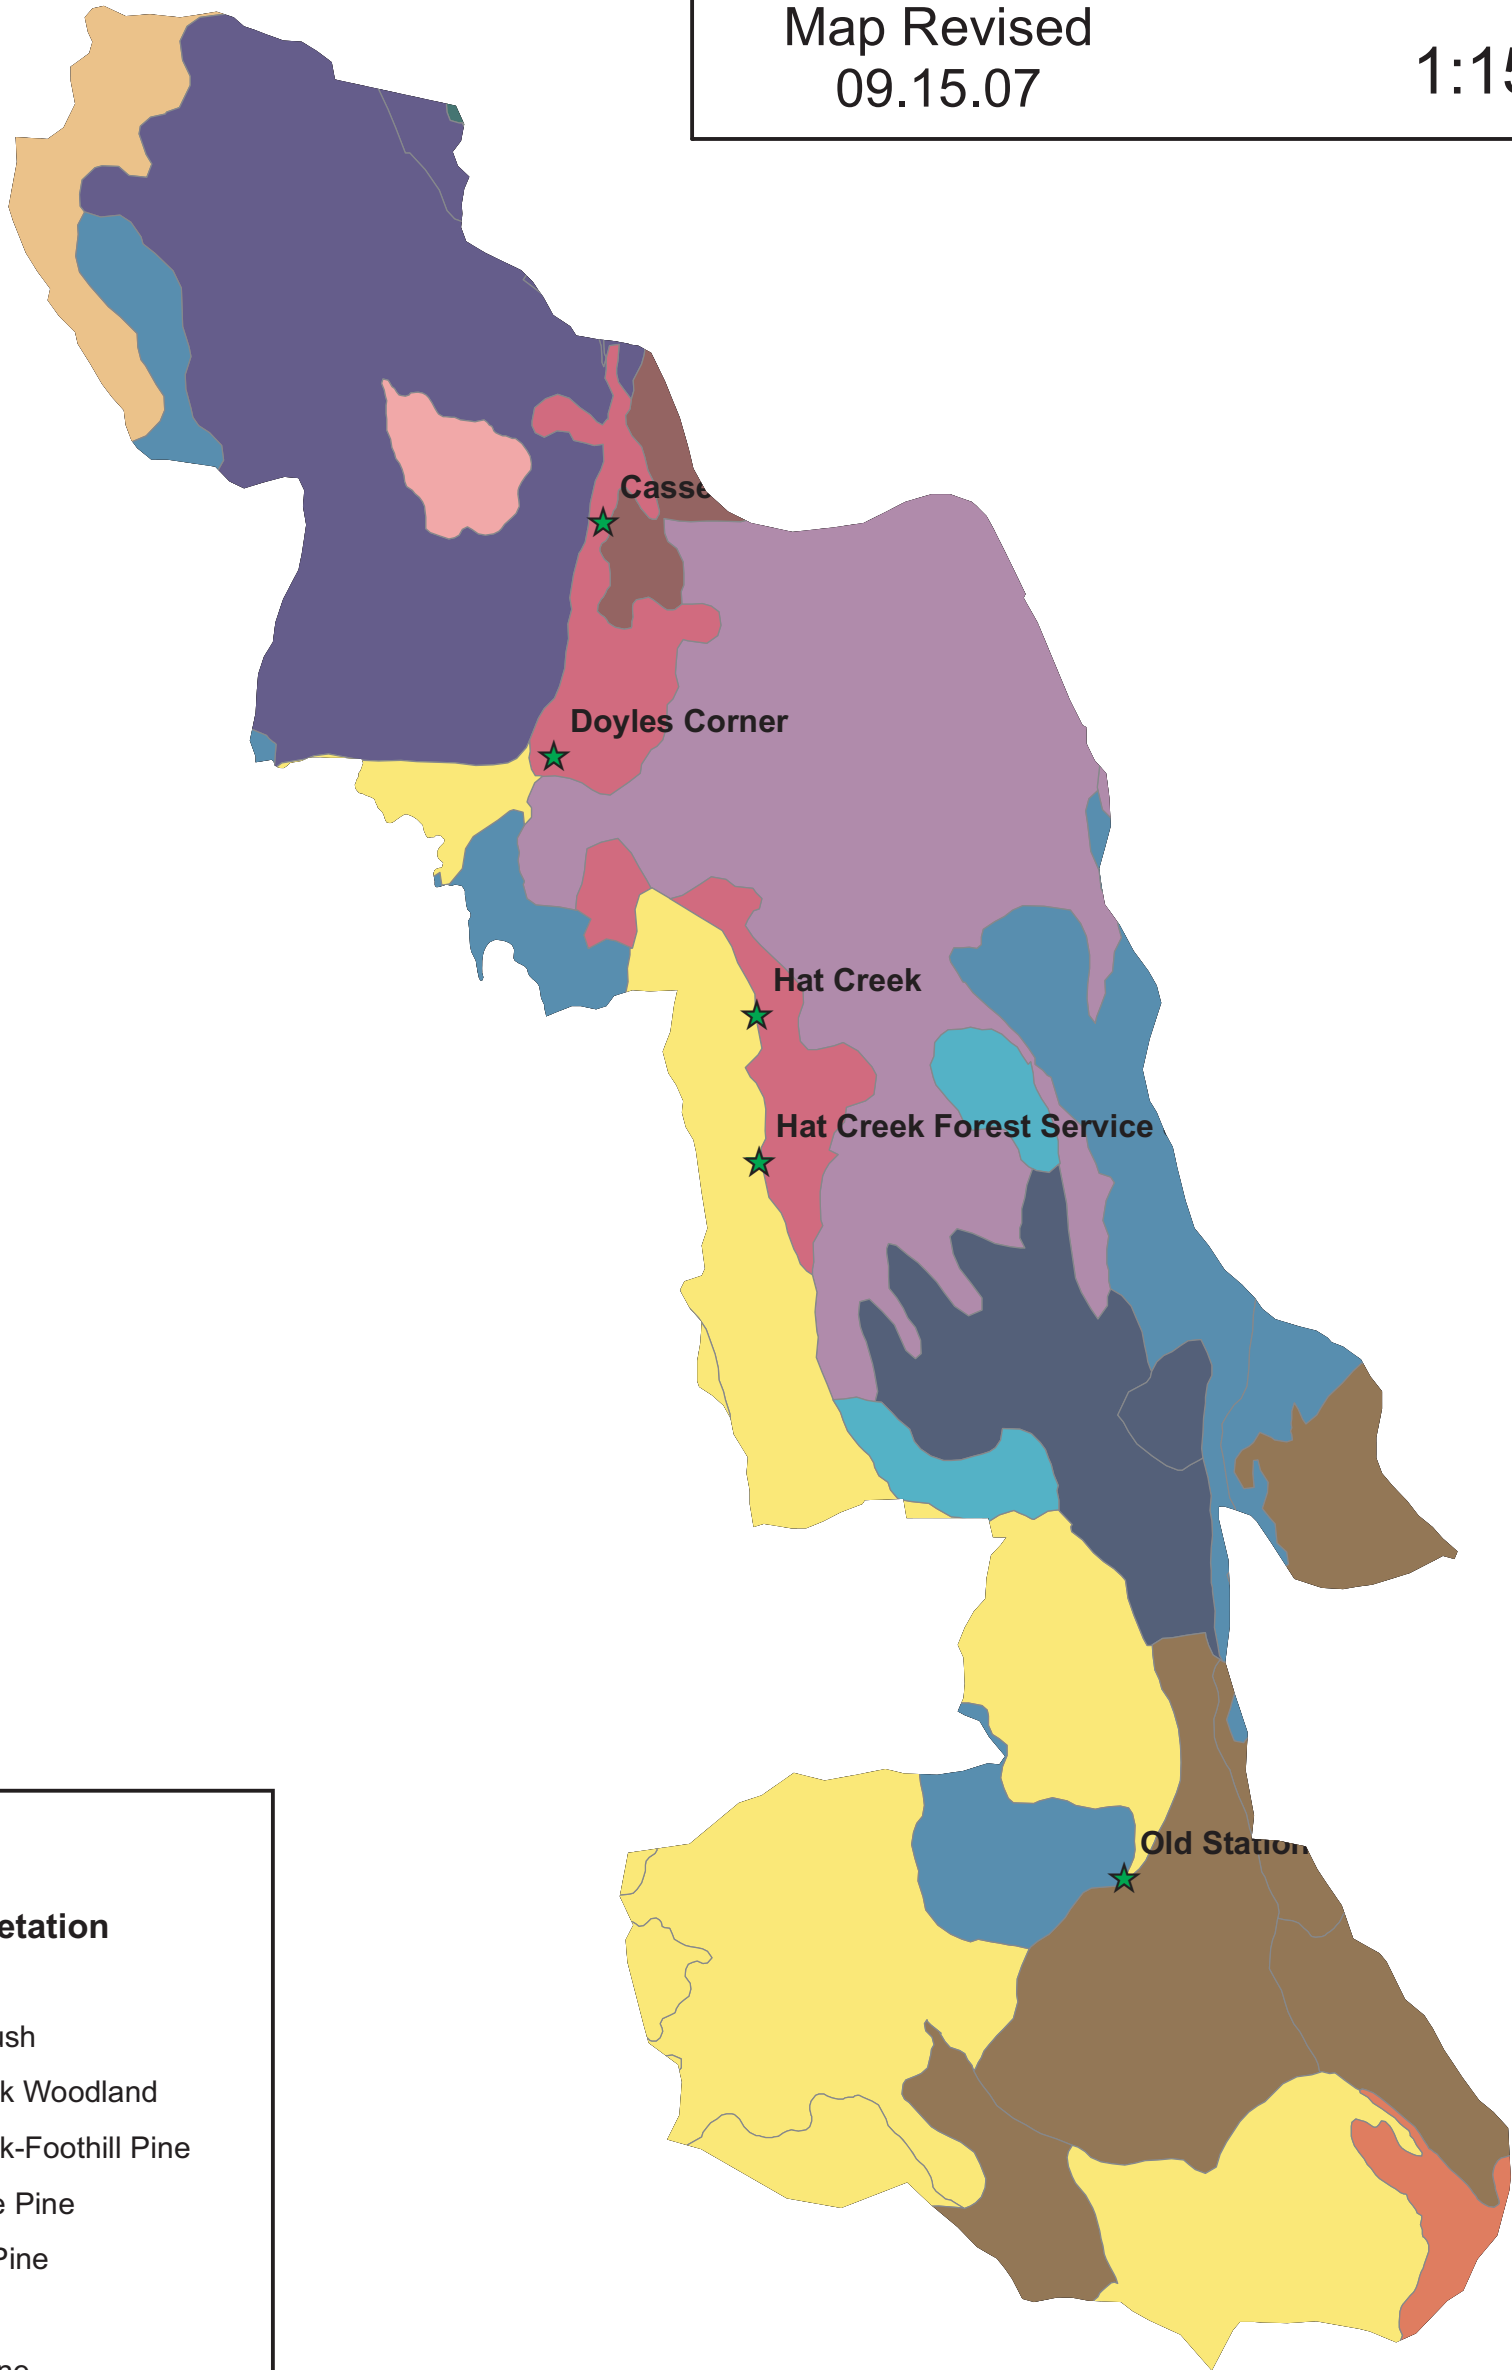 Map Revised
09.15.07
1:15
Casse
Doyles Corner
Hat Creek
Hat Creek Forest Service
Old Station
etation
ush
k Woodland
k-Foothill Pine
e Pine
Pine